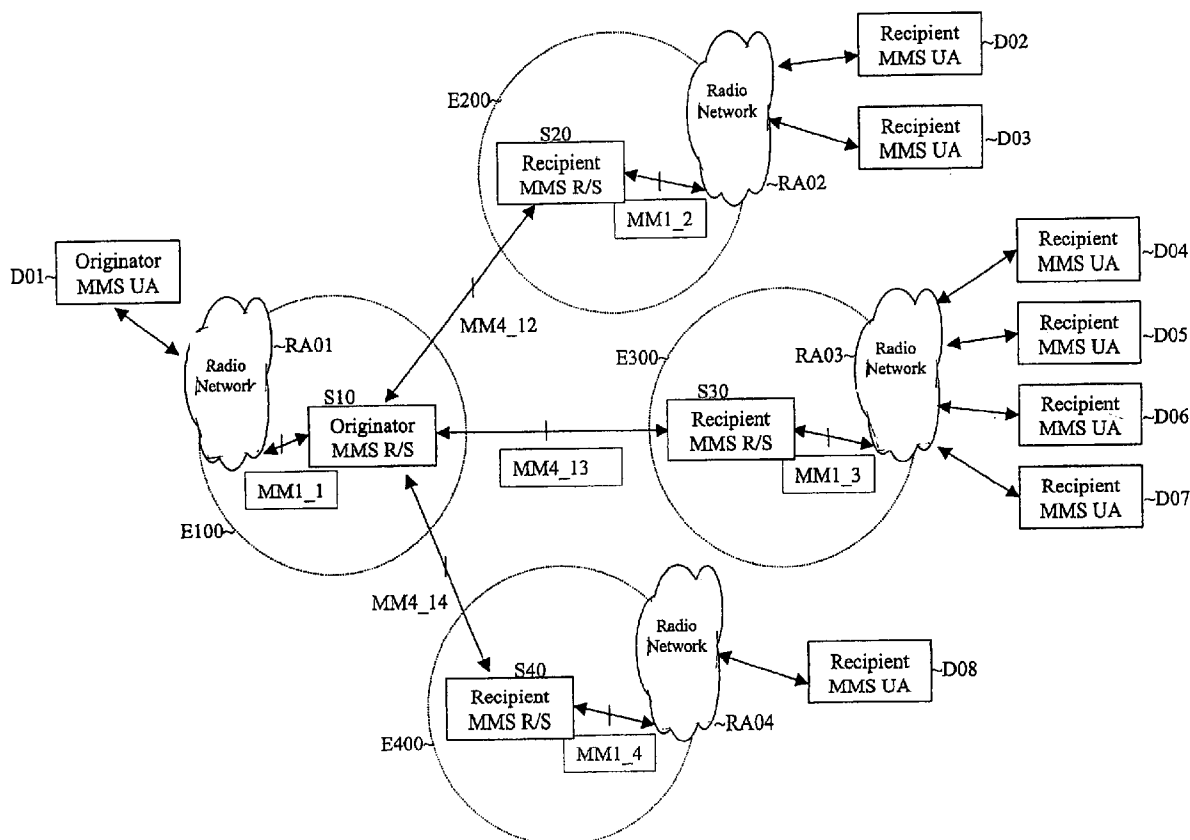 Recipient
MMS UA
~D02
Radio
Network
E200~
Recipient
MMS UA
~D03
S20
Recipient
MMS R/S
~RA02
MM1_2
Recipient
MMS UA
~D04
D01~
Originator
MMS UA
MM4_12
~RA01
Recipient
MMS UA
~D05
E300~
RA03~
Radio
Network
Radio
Network
S10
Originator
MMS R/S
S30
Recipient
MMS R/S
Recipient
MMS UA
~D06
MM1_1
MM4_13
MM1_3
Recipient
MMS UA
~D07
E100~
MM4_14
Radio
Network
S40
Recipient
MMS R/S
Recipient
MMS UA
~D08
~RA04
E400~
MM1_4